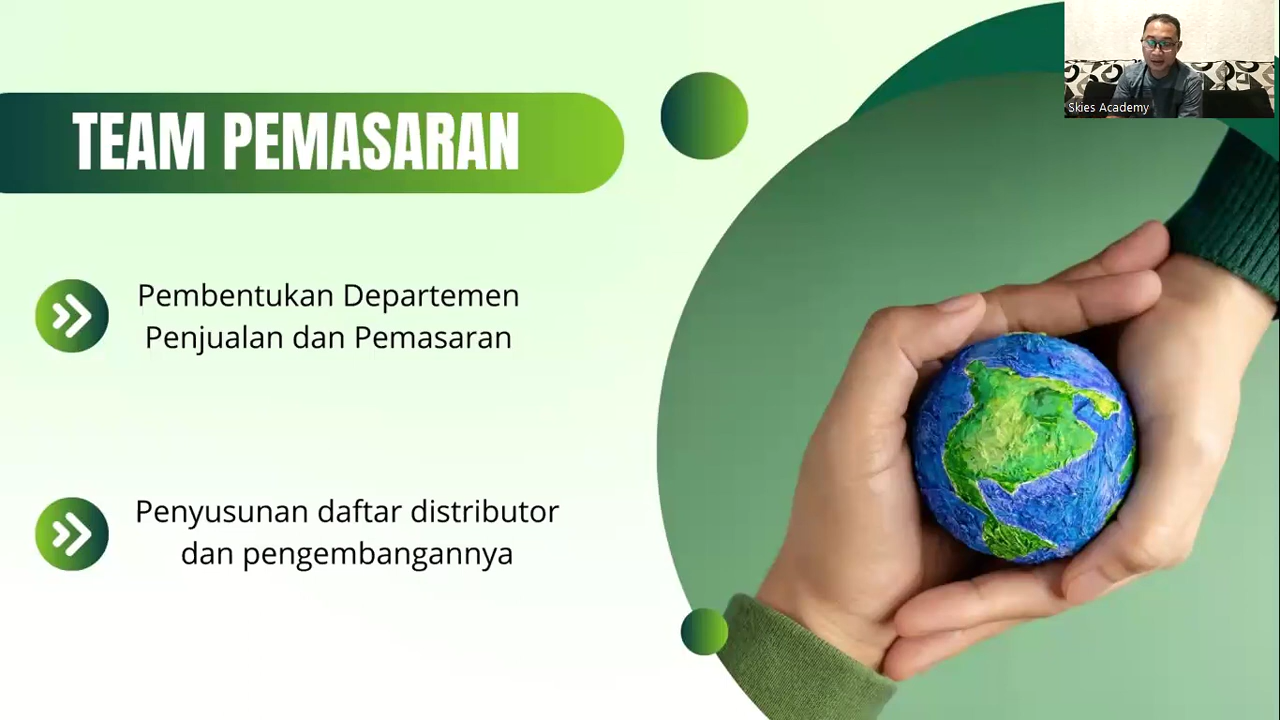 TEAM PEMASARAN
Pembentukan Departemen
Penjualan dan Pemasaran
Penyusunan daftar distributor
dan pengembangannya
Skies Academy